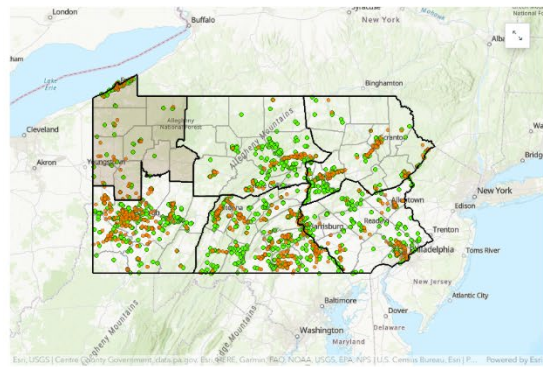 London
Buffalo
New York
Mohawk
Binghamton
Lake
Erie
Cleveland
Akron
Youngstown
Allegheny
National Forest
Allegheny Mountains
Scranton
New York
Edison
Allentown
Reading
Trenton
Harrisburg
Philadelphia
Toms River
New Jersey
Atlantic City
Baltimore
Dover
Delaware
Washington
Maryland
Esri, USGS | Centre County Government, data.pa.gov, Esri, HERE, Garmin, FAO, NOAA, USGS, EPA, NPS | U.S. Census Bureau, Esri | P... Powered by Esri